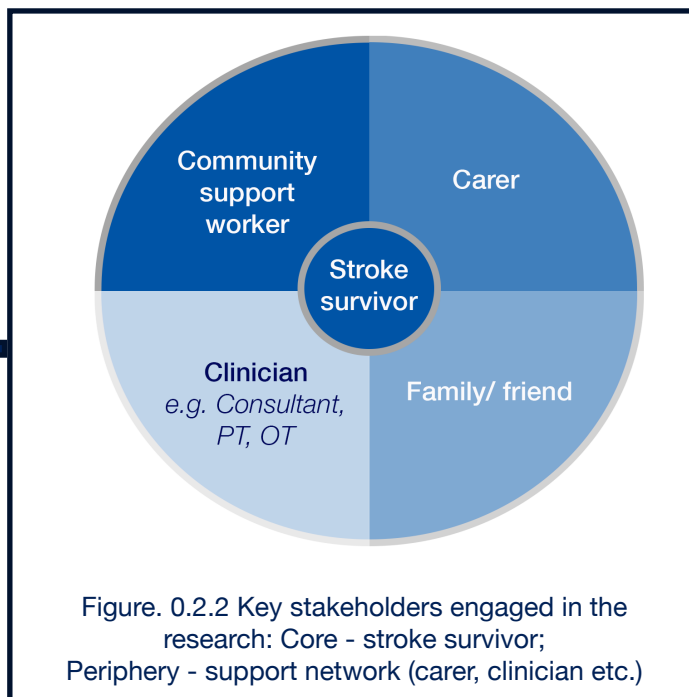 Community
support
worker
Carer
Stroke
survivor
Clinician
e.g. Consultant,
PT, OT
Family/ friend
Figure. 0.2.2 Key stakeholders engaged in the
research: Core - stroke survivor;
Periphery - support network (carer, clinician etc.)